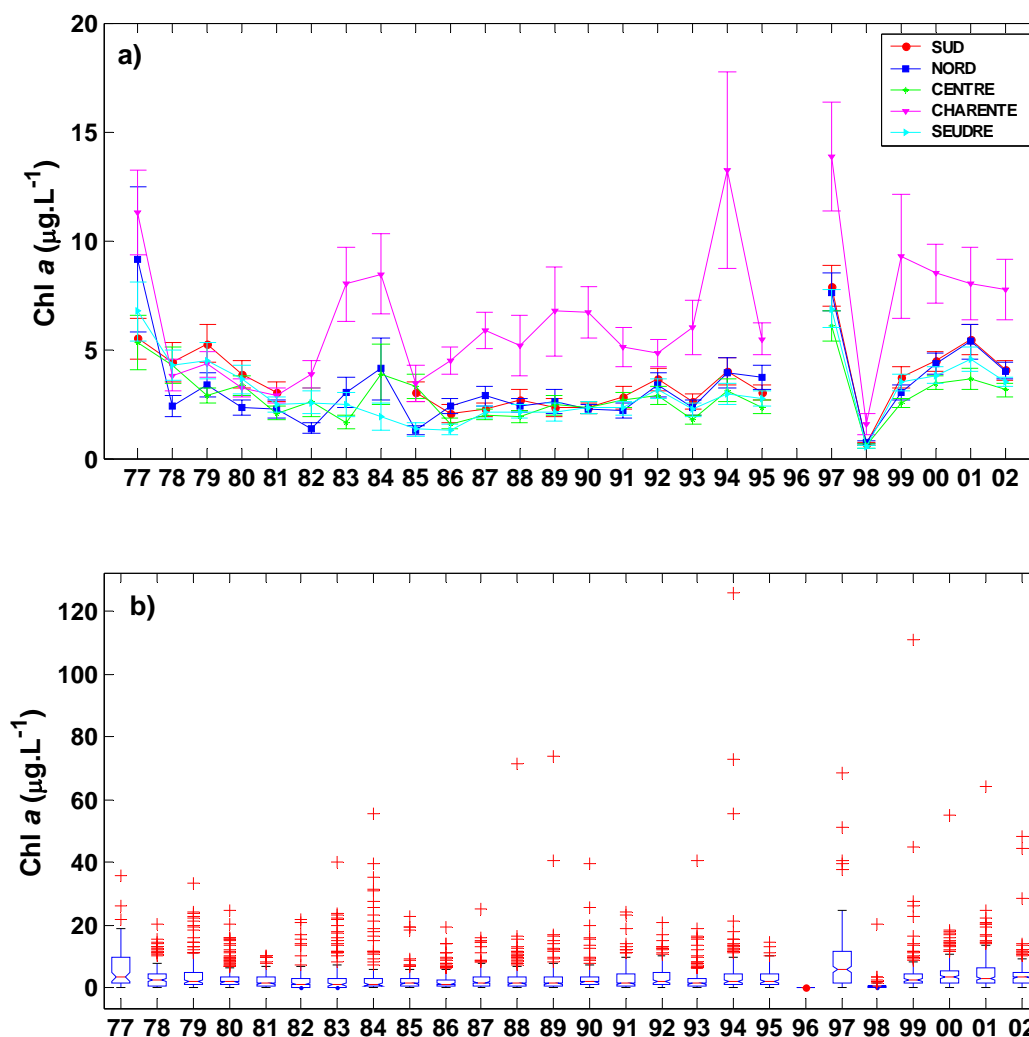 20
a)
SUD
NORD
CENTRE
CHARENTE
SEUDRE
15
10
5
0
Chl a (μg.L-1)
77 78 79 80 81 82 83 84 85 86 87 88 89 90 91 92 93 94 95 96 97 98 99 00 01 02
b)
120
100
80
60
40
20
0
Chl a (μg.L-1)
77 78 79 80 81 82 83 84 85 86 87 88 89 90 91 92 93 94 95 96 97 98 99 00 01 02